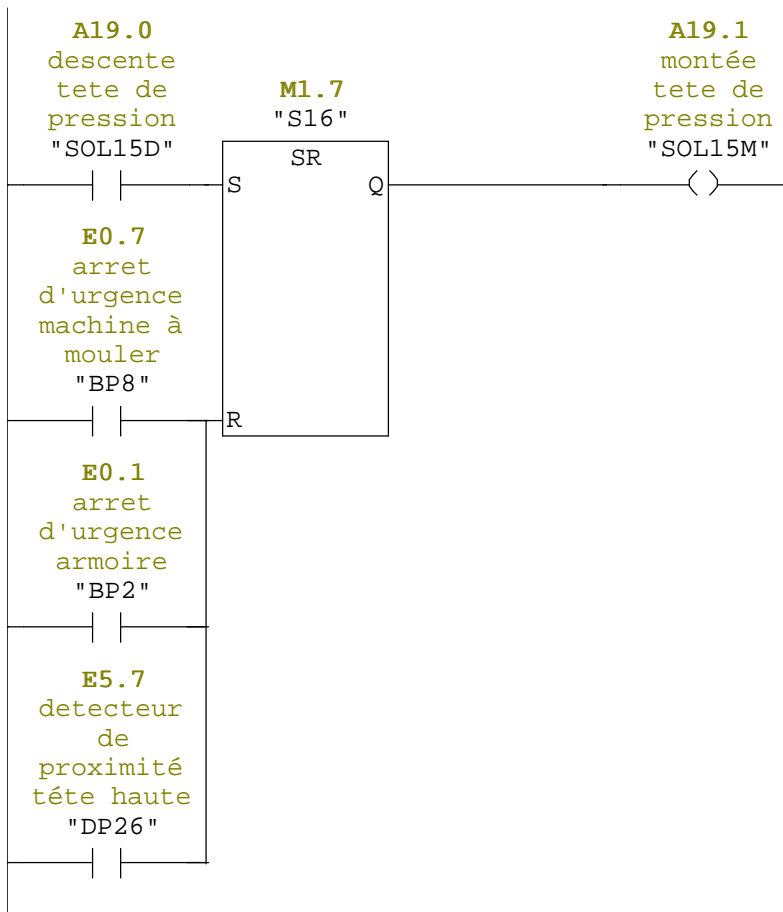 A19.0
descente
tete de
pression
"SOL15D"
M1.7
"S16"
SR
S
Q
A19.1
montée
tete de
pression
"SOL15M"
E0.7
arret
d'urgence
machine à
mouler
"BP8"
R
E0.1
arret
d'urgence
armoire
"BP2"
E5.7
detecteur
de
proximité
téte haute
"DP26"